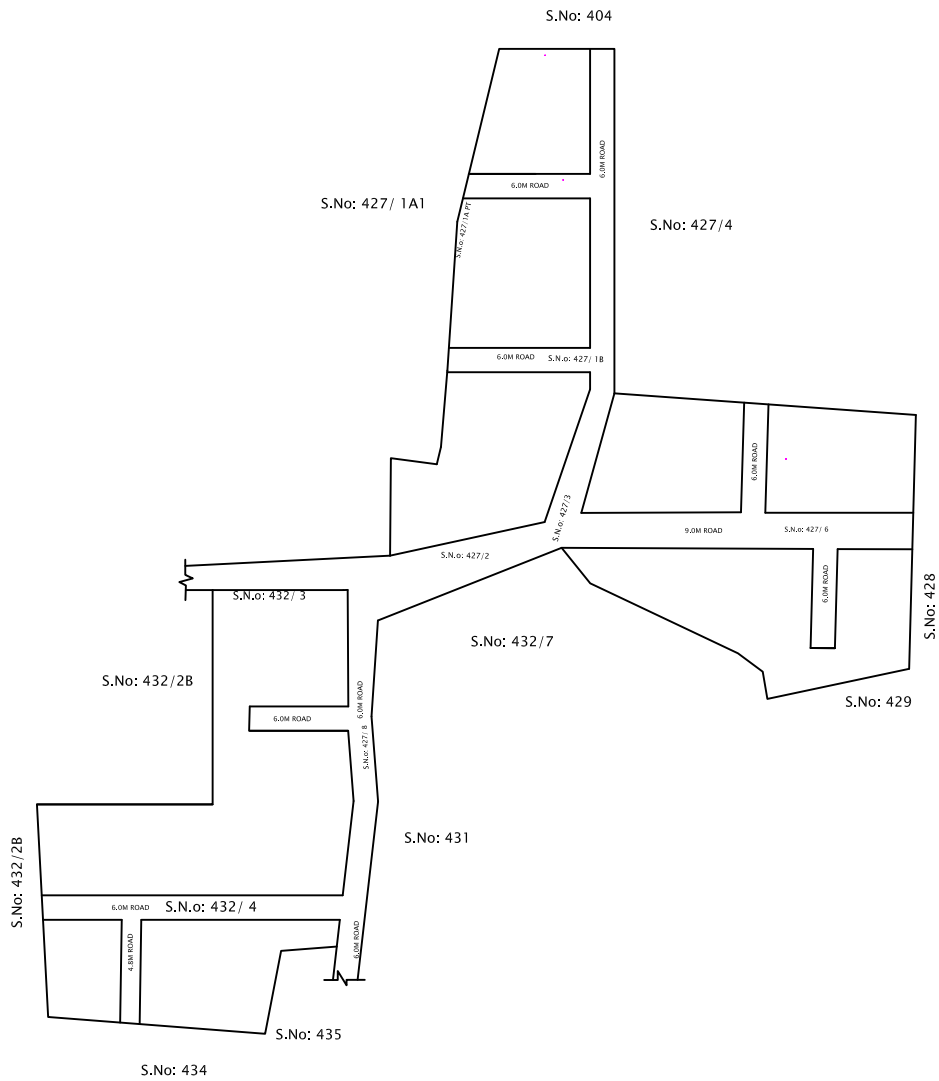 S.No: 404
6.0M ROAD
6.0M ROAD
S.No: 427/ 1A1
S.N.o: 427/1A PT
S.No: 427/4
6.0M ROAD
S.N.o: 427/ 1B
6.0M ROAD
S.N.o: 427/3
9.0M ROAD
S.N.o: 427/ 6
S.N.o: 427/2
6.0M ROAD
S.No: 428
S.N.o: 432/ 3
S.No: 432/7
S.No: 432/2B
6.0M ROAD
S.No: 429
6.0M ROAD
S.N.o: 427/ 8
S.No: 431
S.No: 432/2B
6.0M ROAD
S.N.o: 432/ 4
4.8M ROAD
6.0M ROAD
S.No: 435
S.No: 434